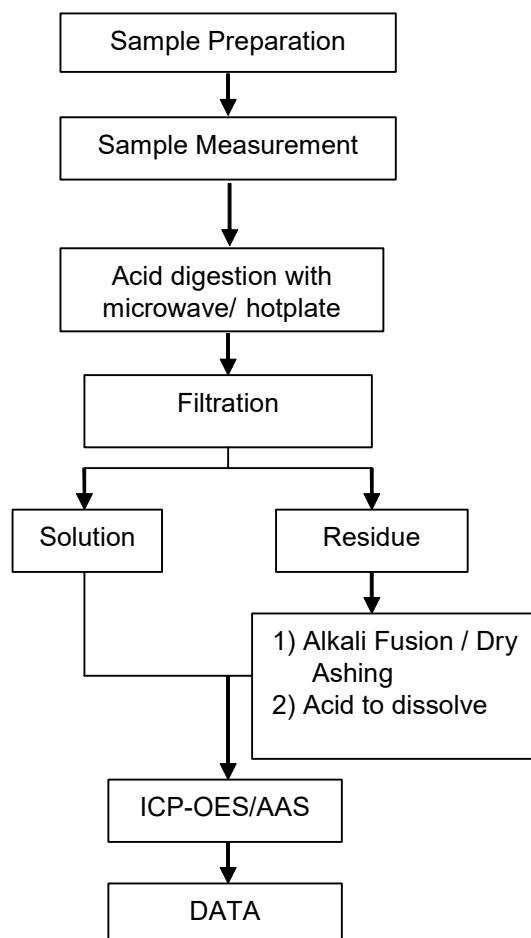 Sample Preparation
Sample Measurement
Acid digestion with
microwave/ hotplate
Filtration
Solution
Residue
1) Alkali Fusion / Dry
Ashing
2) Acid to dissolve
ICP-OES/AAS
DATA